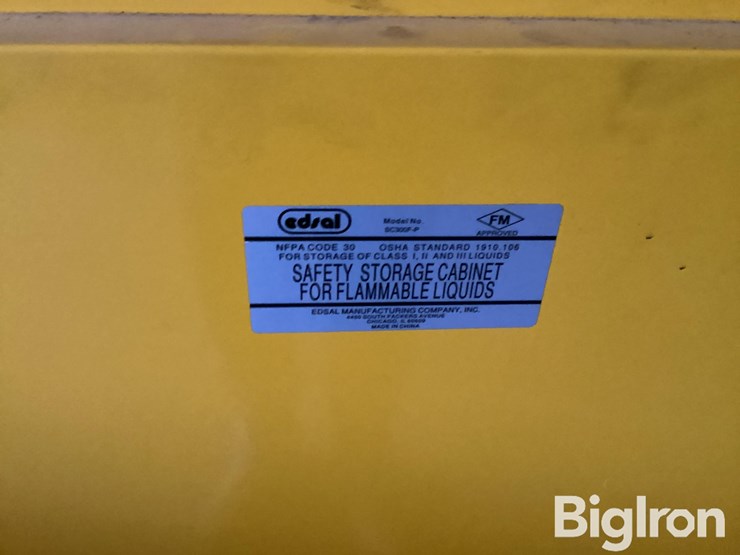 edsal
Model No.
SC300F-P
FM
APPROVED
NFPA CODE 30 OSHA STANDARD 1910.106
FOR STORAGE OF CLASS I, II AND III LIQUIDS
SAFETY STORAGE CABINET
FOR FLAMMABLE LIQUIDS
EDSAL MANUFACTURING COMPANY, INC.
4400 SOUTH PACKERS AVENUE
CHICAGO, IL 60609
MADE IN CHINA
BigIron